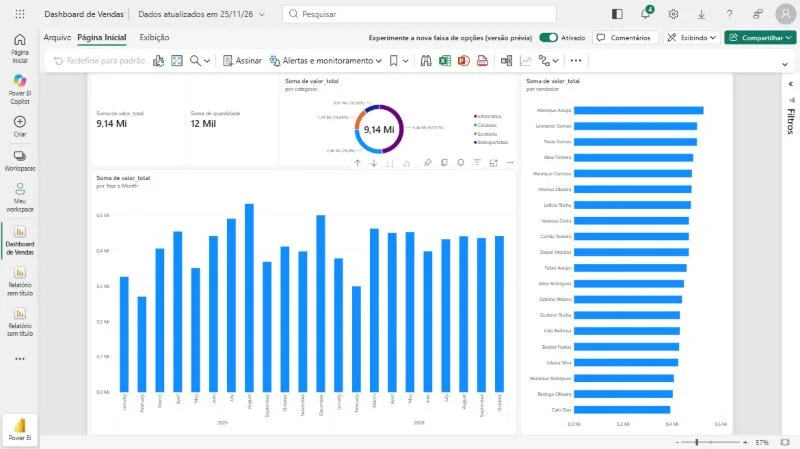 Dashboard de Vendas
Dados atualizados em 25/11/26
Pesquisar
4
Arquivo
Página Inicial
Exibição
Experimente a nova faixa de opções (versão prévia)
Ativado
Comentários
Exibindo
Compartilhar
Redefinir para padrão
Assinar
Alertas e monitoramento
Página
Inicial
Power BI
Copilot
Criar
Workspaces
Meu
workspace
Dashboard
de Vendas
Relatório
sem título
Relatório
sem título
Power BI
Soma de valor_total
9,14 Mi
Soma de quantidade
12 Mil
Soma de valor_total
por categoria
9,14 Mi
Informática
Celulares
Escritório
Eletroportáteis
Soma de valor_total
por Year e Month
0,5 Mi
0,4 Mi
0,3 Mi
0,2 Mi
0,1 Mi
0,0 Mi
January
February
March
April
May
June
July
August
September
October
November
December
January
February
March
April
May
June
July
August
September
October
2025
2026
Soma de valor_total
por vendedor
Henrique Araujo
Leonardo Gomes
Paula Gomes
Aline Ferreira
Henrique Cardoso
Marcos Oliveira
Letícia Rocha
Vanessa Costa
Camila Teixeira
Daniel Mendes
Fábio Araujo
Aline Rodrigues
Sabrina Ribeiro
Gustavo Rocha
João Barbosa
Beatriz Freitas
Juliana Silva
Henrique Rodrigues
Rodrigo Oliveira
Caio Dias
0,0 Mi
0,2 Mi
0,4 Mi
0,6 Mi
Filtros
57%